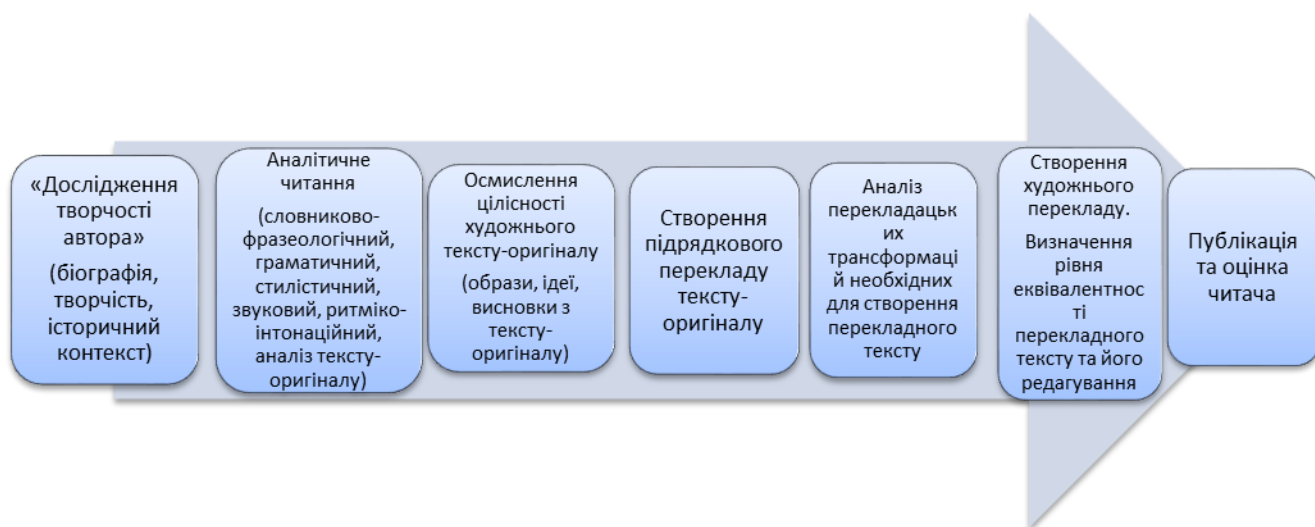 «Дослідження
творчості
автора»
(біографія,
творчість,
історичний
контекст)
Аналітичне
читання
(словниково-
фразеологічний,
граматичний,
стилістичний,
звуковий, ритміко-
інтонаційний,
аналіз тексту-
оригіналу)
Осмислення
цілісності
художнього
тексту-оригіналу
(образи, ідеї,
висновки з
тексту-
оригіналу)
Створення
підрядкового
перекладу
тексту-
оригіналу
Аналіз
перекладацьк
их
трансформаці
й необхідних
для створення
перекладного
тексту
Створення
художнього
перекладу.
Визначення
рівня
еквівалентнос
ті
перекладного
тексту та його
редагування
Публікація
та оцінка
читача